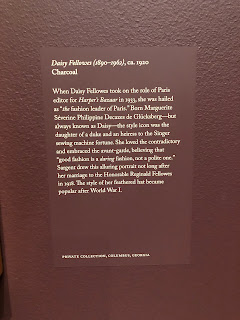 Daisy Fellowes (1890–1962), ca. 1920
Charcoal
When Daisy Fellowes took on the role of Paris
editor for Harper's Bazaar in 1933, she was hailed
as "the fashion leader of Paris." Born Marguerite
Séverine Philippine Decazes de Glücksberg—but
always known as Daisy—the style icon was the
daughter of a duke and an heiress to the Singer
sewing machine fortune. She loved the contradictory
and embraced the avant-garde, believing that
"good fashion is a daring fashion, not a polite one."
Sargent drew this alluring portrait not long after
her marriage to the Honorable Reginald Fellowes
in 1918. The style of her feathered hat became
popular after World War I.
PRIVATE COLLECTION, COLUMBUS, GEORGIA